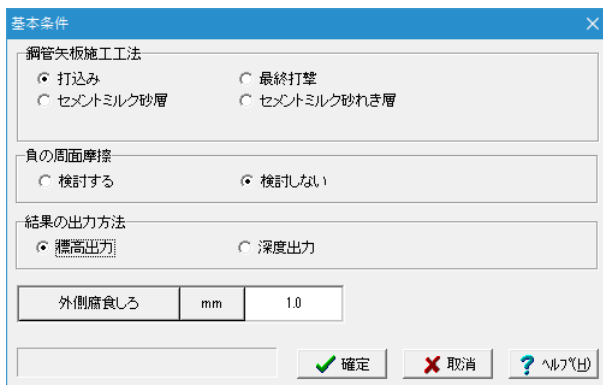 基本条件
鋼管矢板施工工法
打込み 最終打撃
セメントミルク砂層 セメントミルク砂れき層
負の周面摩擦
検討する 検討しない
結果の出力方法
標高出力 深度出力
外側腐食しろ mm 1.0
確定 取消 ? ヘルプ(H)